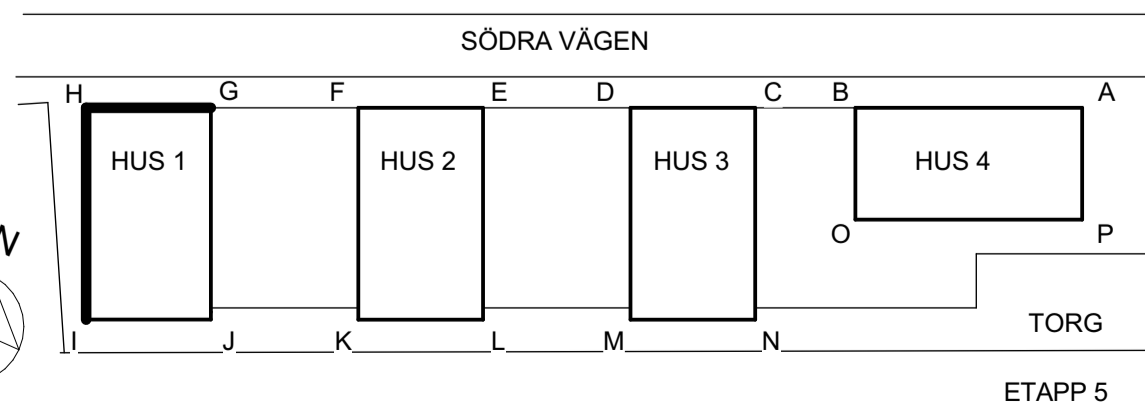 SÖDRA VÄGEN
H G F E D C B A
HUS 1 HUS 2 HUS 3 HUS 4
N
O P
I J K L M N
TORG
ETAPP 5